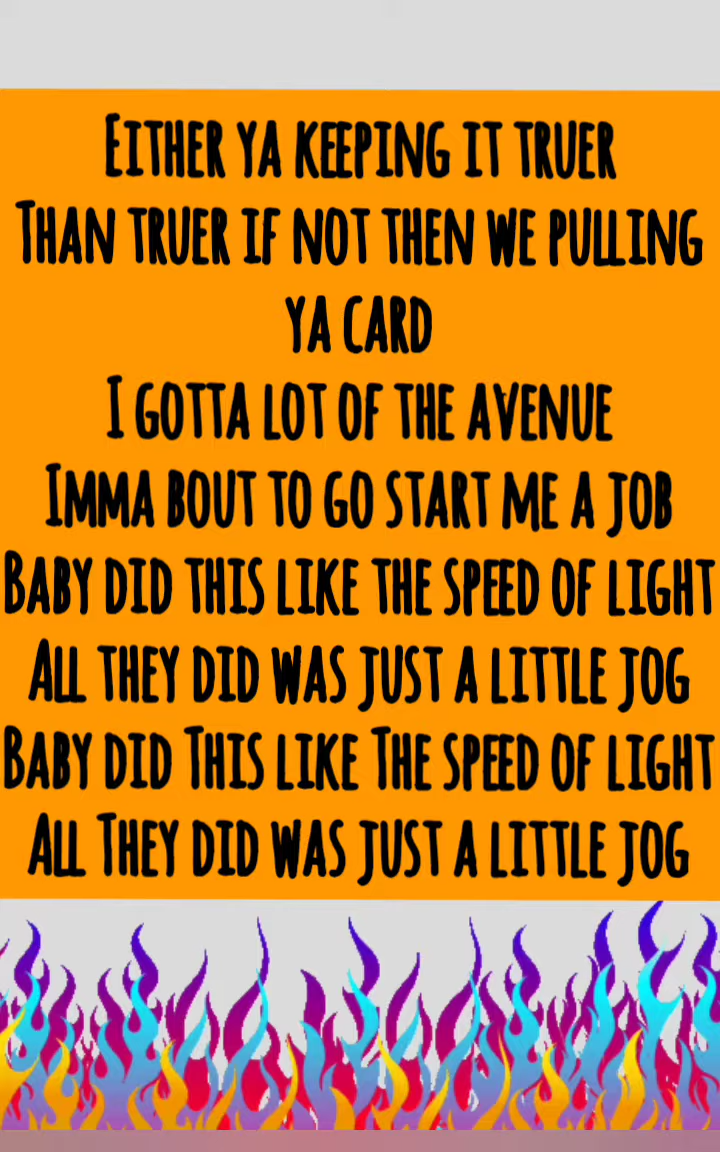 Either ya keeping it truer
Than truer if not then we pulling
ya card
I gotta lot of the avenue
Imma bout to go start me a job
Baby did this like the speed of light
All they did was just a little jog
Baby did This like The speed of light
All They did was just a little jog